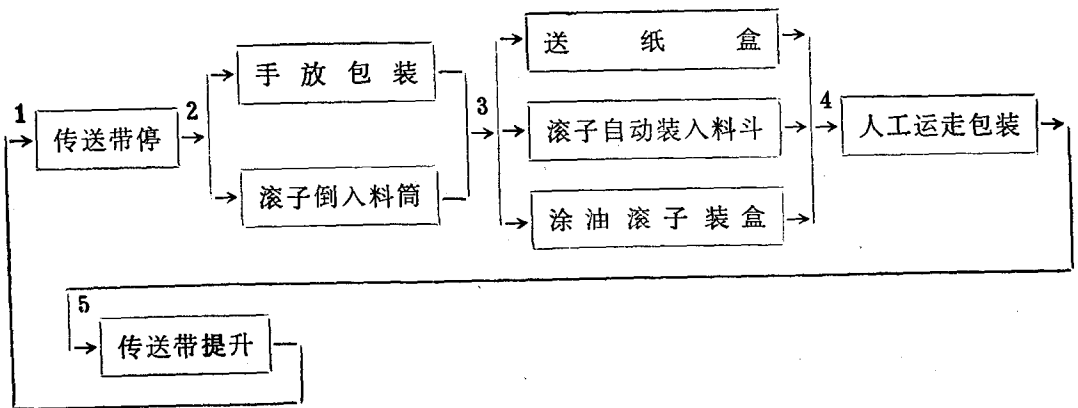 1
传送带停
2
手放包装
滚子倒入料筒
3
送纸盒
滚子自动装入料斗
涂油滚子装盒
4
人工运走包装
5
传送带提升